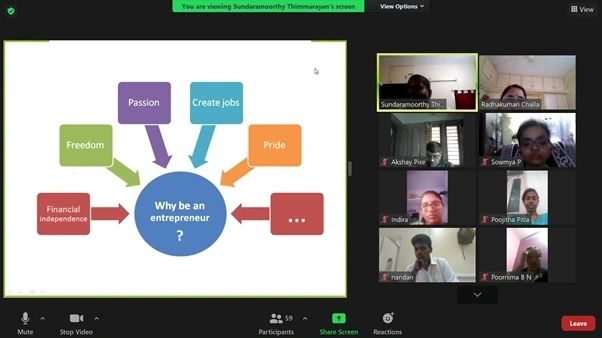 You are viewing Sundaramoorthy Thimmarayan's screen
View Options
View
Passion
Create jobs
Freedom
Pride
Financial
independence
Why be an
entrepreneur
?
...
Sundaramoorthy Thi...
Radhakumari Challa
Akshay Pise
Sowmya P
Indira
Poojitha Pitla
nandan
Poornima B N
Mute
Stop Video
59
Participants
Share Screen
Reactions
Leave